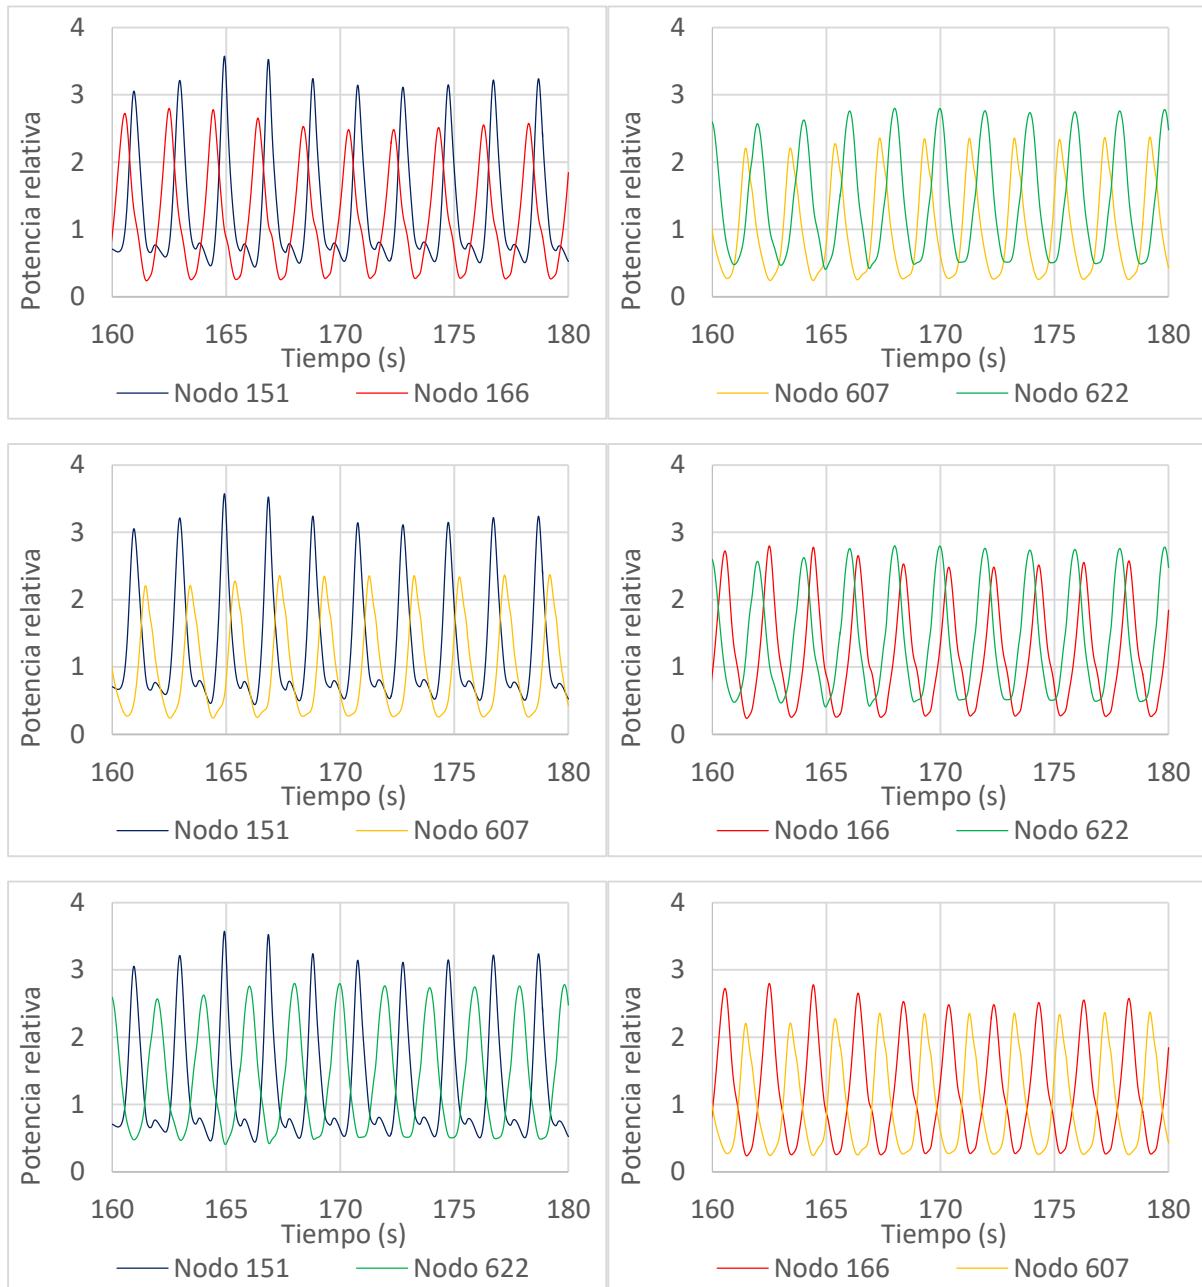 Potencia relativa
4
3
2
1
0
160 165 170 175 180
Tiempo (s)
Nodo 151 Nodo 166
Potencia relativa
4
3
2
1
0
160 165 170 175 180
Tiempo (s)
Nodo 607 Nodo 622
Potencia relativa
4
3
2
1
0
160 165 170 175 180
Tiempo (s)
Nodo 151 Nodo 607
Potencia relativa
4
3
2
1
0
160 165 170 175 180
Tiempo (s)
Nodo 166 Nodo 622
Potencia relativa
4
3
2
1
0
160 165 170 175 180
Tiempo (s)
Nodo 151 Nodo 622
Potencia relativa
4
3
2
1
0
160 165 170 175 180
Tiempo (s)
Nodo 166 Nodo 607